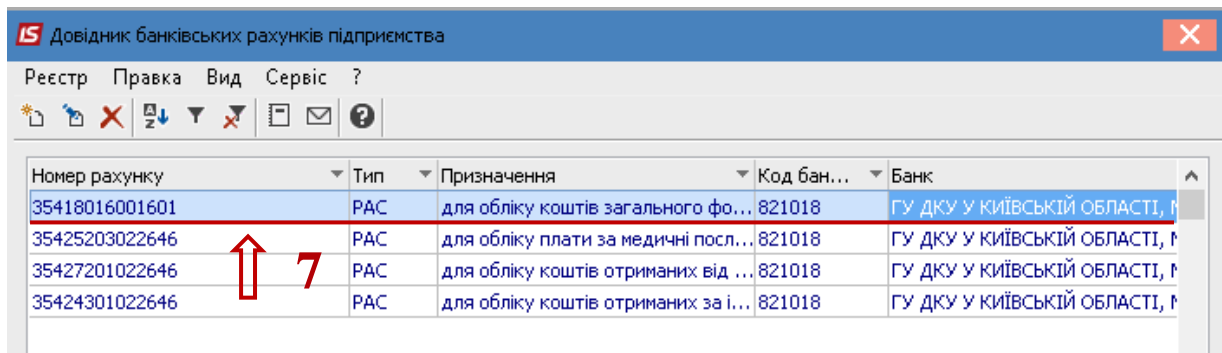 IS Довідник банківських рахунків підприємства
Реєстр Правка Вид Сервіс ?
Номер рахунку Тип Призначення Код бан... Банк
35418016001601 РАС для обліку коштів загального фо... 821018 ГУ ДКУ У КИЇВСЬКІЙ ОБЛАСТІ,
35425203022646 РАС для обліку плати за медичні посл... 821018 ГУ ДКУ У КИЇВСЬКІЙ ОБЛАСТІ,
35427201022646 РАС для обліку коштів отриманих від ... 821018 ГУ ДКУ У КИЇВСЬКІЙ ОБЛАСТІ,
35424301022646 РАС для обліку коштів отриманих за і... 821018 ГУ ДКУ У КИЇВСЬКІЙ ОБЛАСТІ,
7